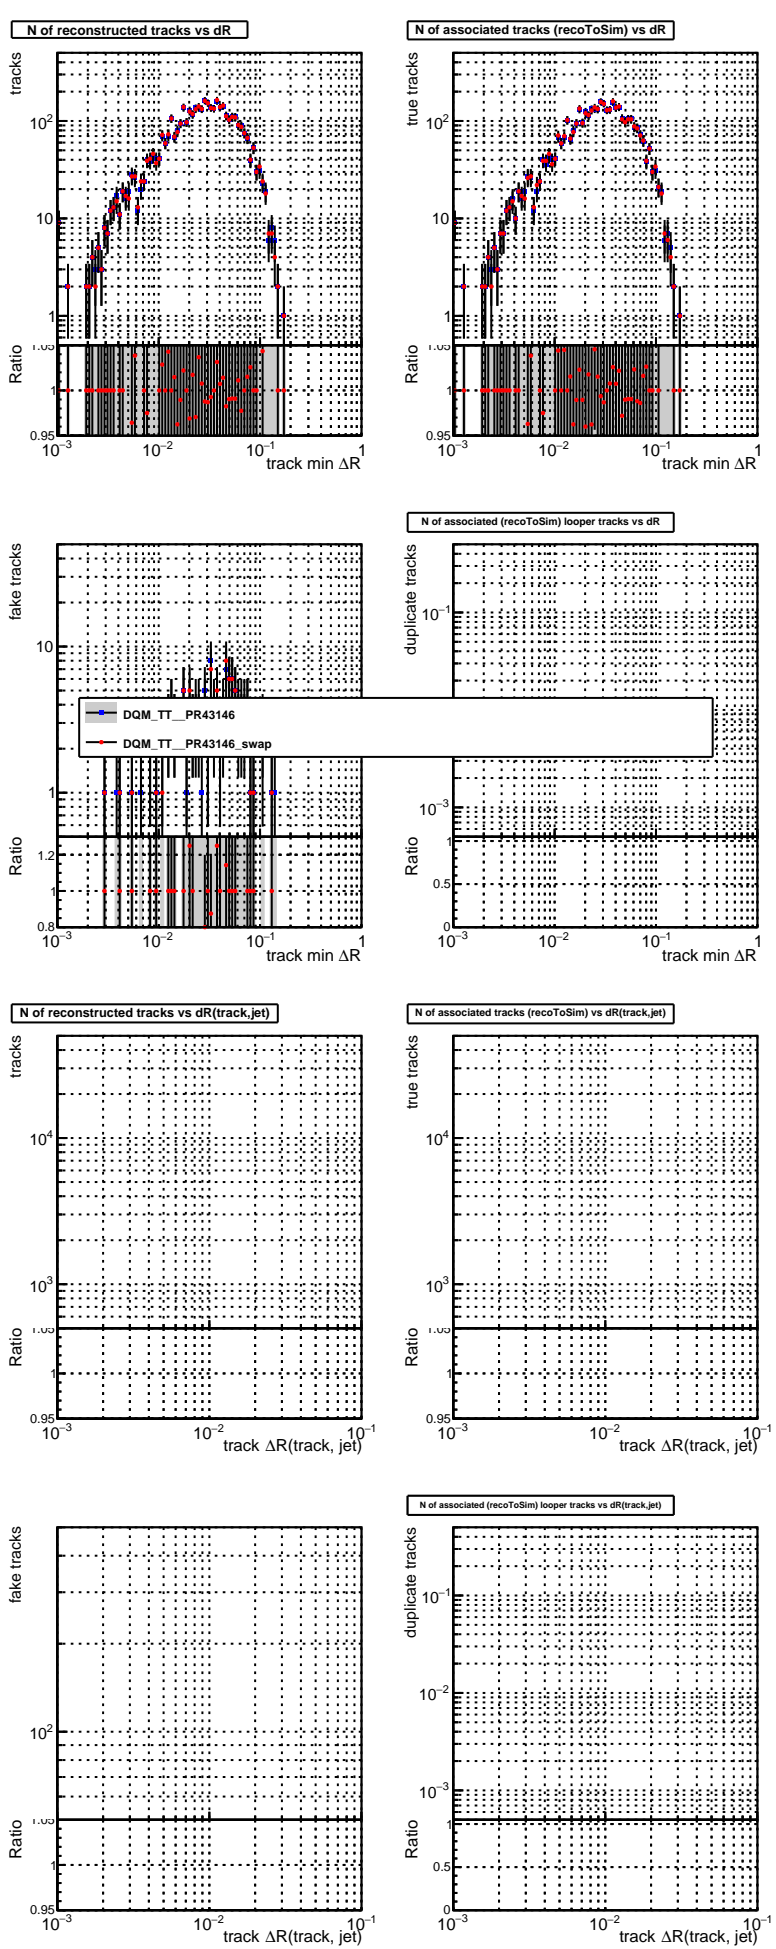 N of reconstructed tracks vs dR
N of associated tracks (recoToSim) vs dR
tracks
10²
10
1
Ratio
1.05
1
0.95
10⁻³
10⁻²
10⁻¹
1
track min ΔR
true tracks
10²
10
1
Ratio
1.05
1
0.95
10⁻³
10⁻²
10⁻¹
1
track min ΔR
N of associated (recoToSim) looper tracks vs dR
fake tracks
10
1
Ratio
1.2
1
0.8
10⁻³
10⁻²
10⁻¹
1
track min ΔR
duplicate tracks
10⁻¹
10⁻³
Ratio
1
0.5
0
10⁻³
10⁻²
10⁻¹
1
track min ΔR
DQM_TT__PR43146
DQM_TT__PR43146_swap
N of reconstructed tracks vs dR(track,jet)
N of associated tracks (recoToSim) vs dR(track,jet)
tracks
10⁴
10³
Ratio
1.05
1
0.95
10⁻³
10⁻²
10⁻¹
track ΔR(track, jet)
true tracks
10⁴
10³
Ratio
1.05
1
0.95
10⁻³
10⁻²
10⁻¹
track ΔR(track, jet)
N of associated (recoToSim) looper tracks vs dR(track,jet)
fake tracks
10²
Ratio
1.05
1
0.95
10⁻³
10⁻²
10⁻¹
track ΔR(track, jet)
duplicate tracks
10⁻¹
10⁻²
10⁻³
Ratio
1
0.5
0
10⁻³
10⁻²
10⁻¹
track ΔR(track, jet)